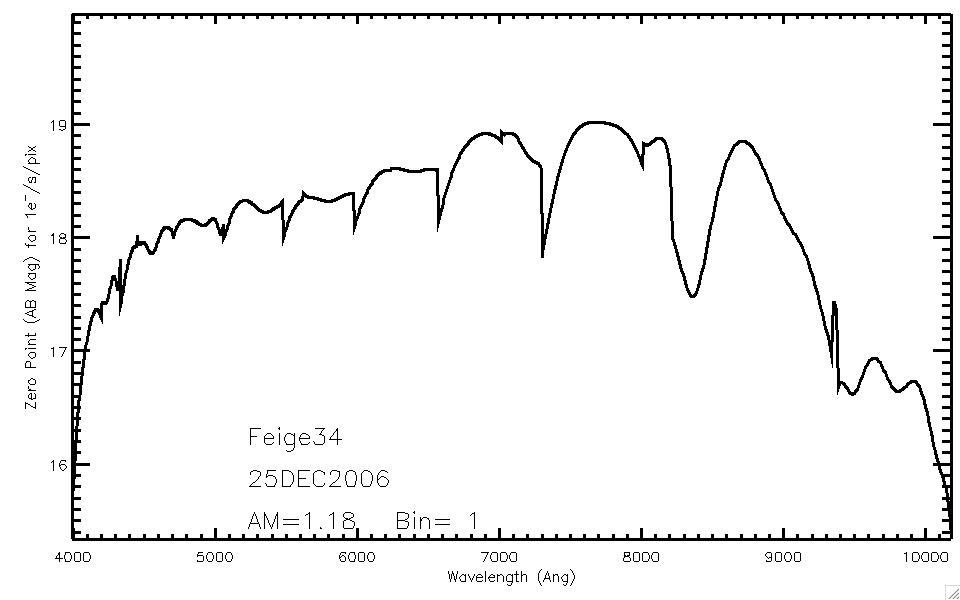 19
18
17
16
Zero Point (AB Mag) for 1e⁻/s/pix
Feige34
25DEC2006
AM=1.18 Bin= 1
4000 5000 6000 7000 8000 9000 10000
Wavelength (Ang)